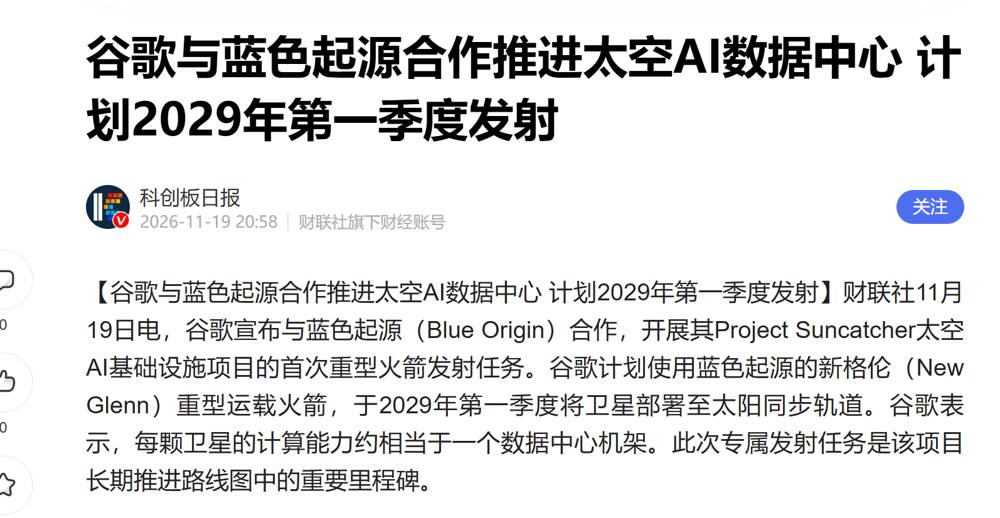 谷歌与蓝色起源合作推进太空AI数据中心 计
划2029年第一季度发射
科创板日报
2026-11-19 20:58 财联社旗下财经账号
关注
【谷歌与蓝色起源合作推进太空AI数据中心 计划2029年第一季度发射】财联社11月
19日电，谷歌宣布与蓝色起源（Blue Origin）合作，开展其Project Suncatcher太空
AI基础设施项目的首次重型火箭发射任务。谷歌计划使用蓝色起源的新格伦（New
Glenn）重型运载火箭，于2029年第一季度将卫星部署至太阳同步轨道。谷歌表
示，每颗卫星的计算能力约相当于一个数据中心机架。此次专属发射任务是该项目
长期推进路线图中的重要里程碑。
0
0